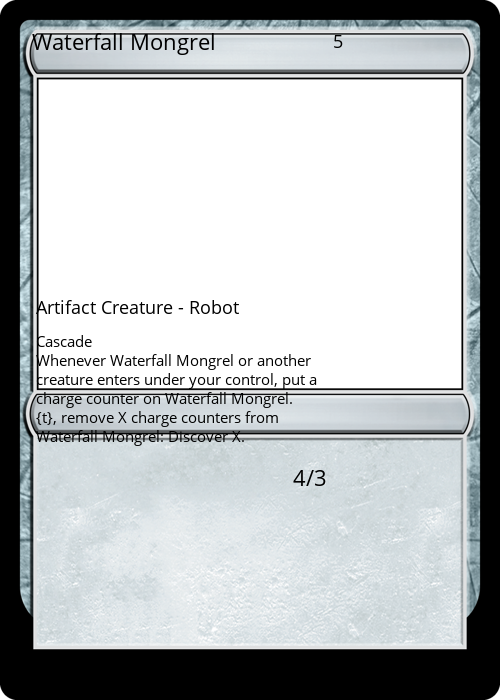 Waterfall Mongrel 5
Artifact Creature - Robot
Cascade
Whenever Waterfall Mongrel or another
creature enters under your control, put a
charge counter on Waterfall Mongrel.
{t}, remove X charge counters from
Waterfall Mongrel: Discover X.
4/3